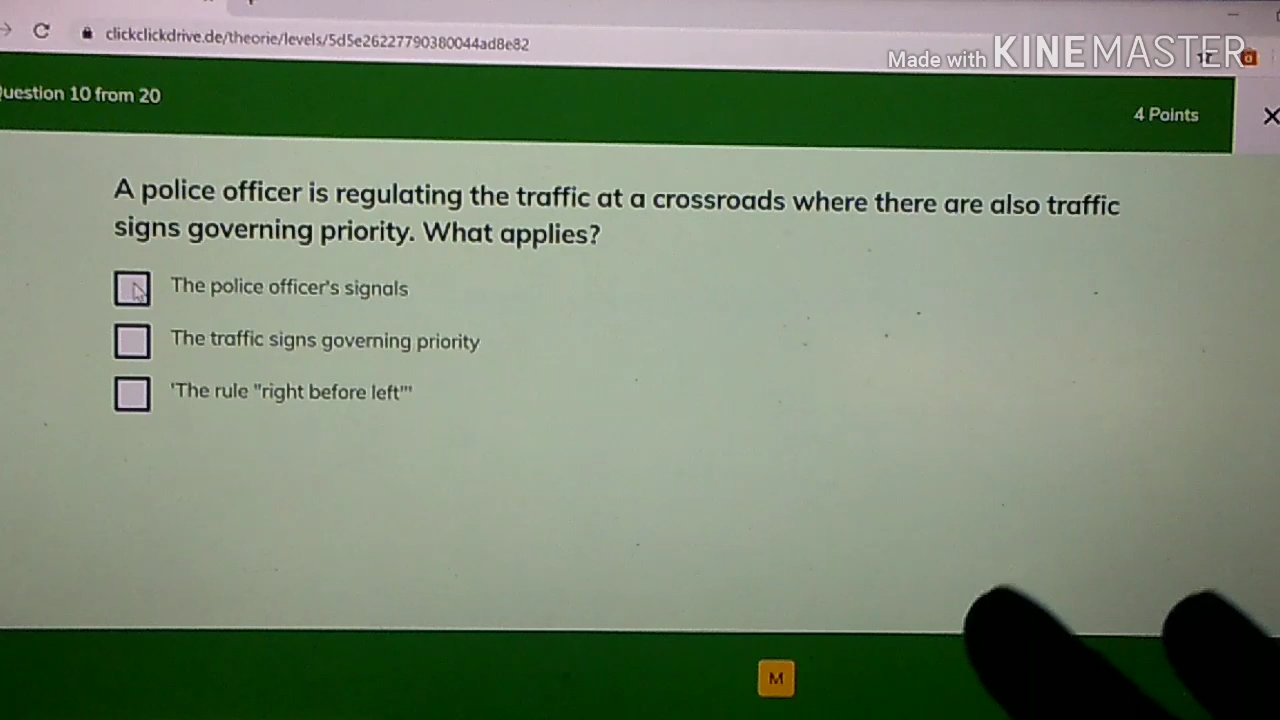 clickclickdrive.de/theorie/levels/5d5e26227790380044ad8e82
Made with KINEMASTER
uestion 10 from 20
4 Points
A police officer is regulating the traffic at a crossroads where there are also traffic
signs governing priority. What applies?
The police officer's signals
The traffic signs governing priority
'The rule "right before left"'
M